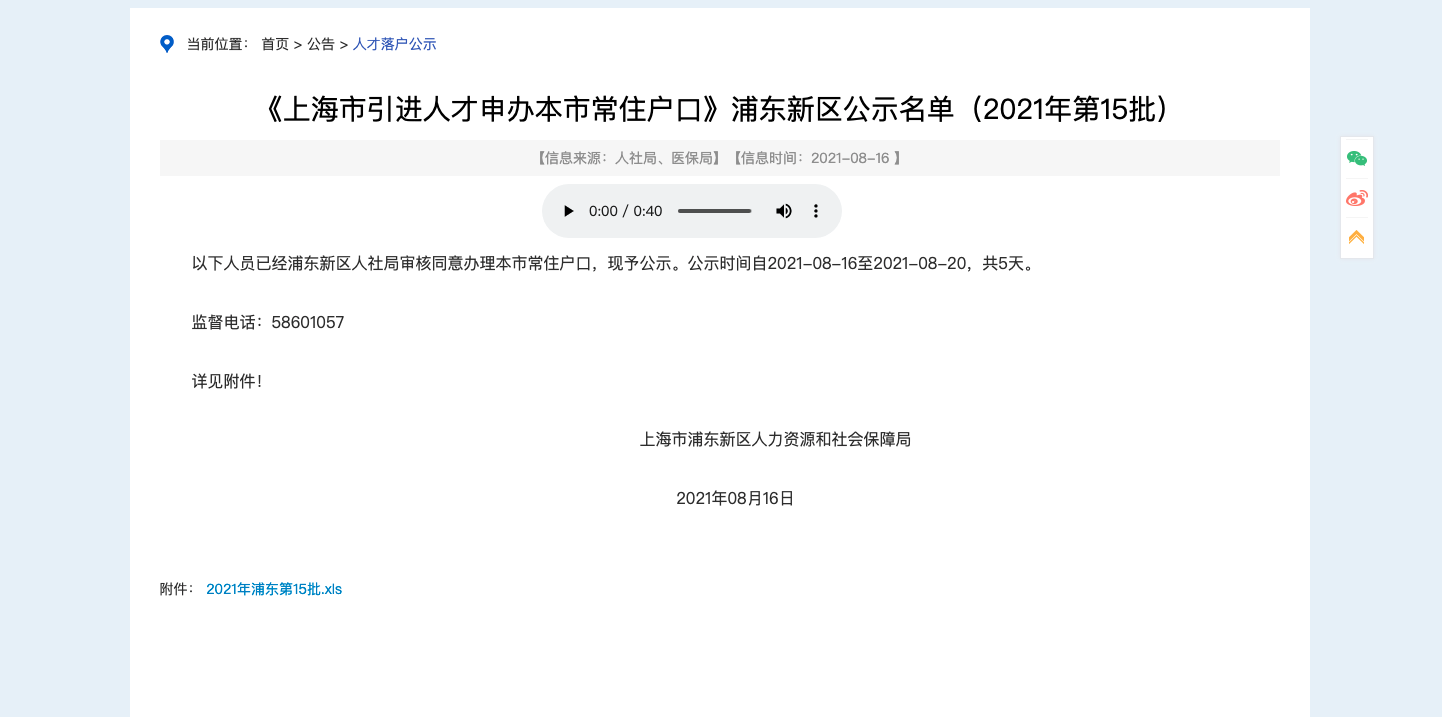 当前位置： 首页 > 公告 > 人才落户公示
《上海市引进人才申办本市常住户口》浦东新区公示名单（2021年第15批）
【信息来源：人社局、医保局】【信息时间：2021-08-16 】
0:00 / 0:40
以下人员已经浦东新区人社局审核同意办理本市常住户口，现予公示。公示时间自2021-08-16至2021-08-20，共5天。
监督电话：58601057
详见附件！
上海市浦东新区人力资源和社会保障局
2021年08月16日
附件： 2021年浦东第15批.xls